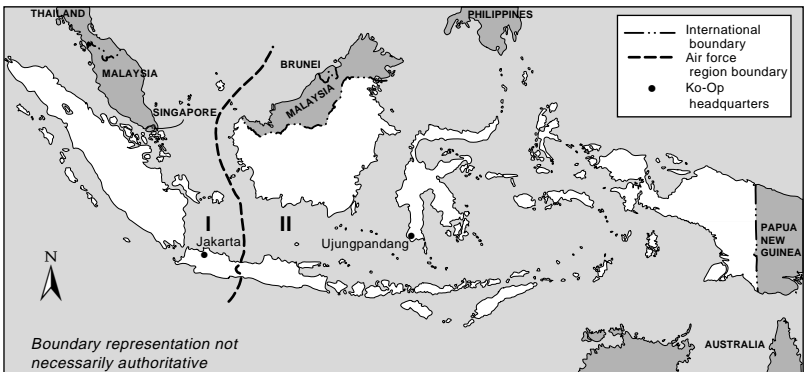 THAILAND
PHILIPPINES
International
boundary
Air force
region boundary
Ko-Op
headquarters
BRUNEI
MALAYSIA
MALAYSIA
SINGAPORE
I
II
Jakarta
Ujungpandang
PAPUA
NEW
GUINEA
N
AUSTRALIA
Boundary representation not
necessarily authoritative